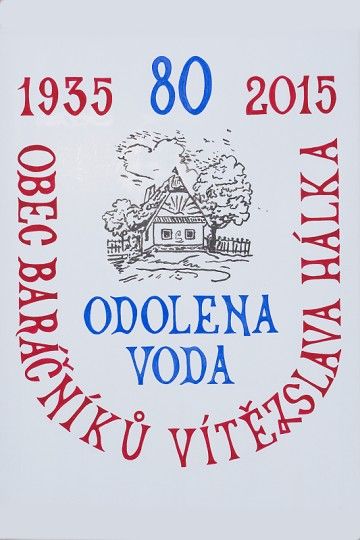 1935 80 2015
OBEC BARÁČNÍKŮ VÍTĚZSLAVA HÁLKA
ODOLENA
VODA